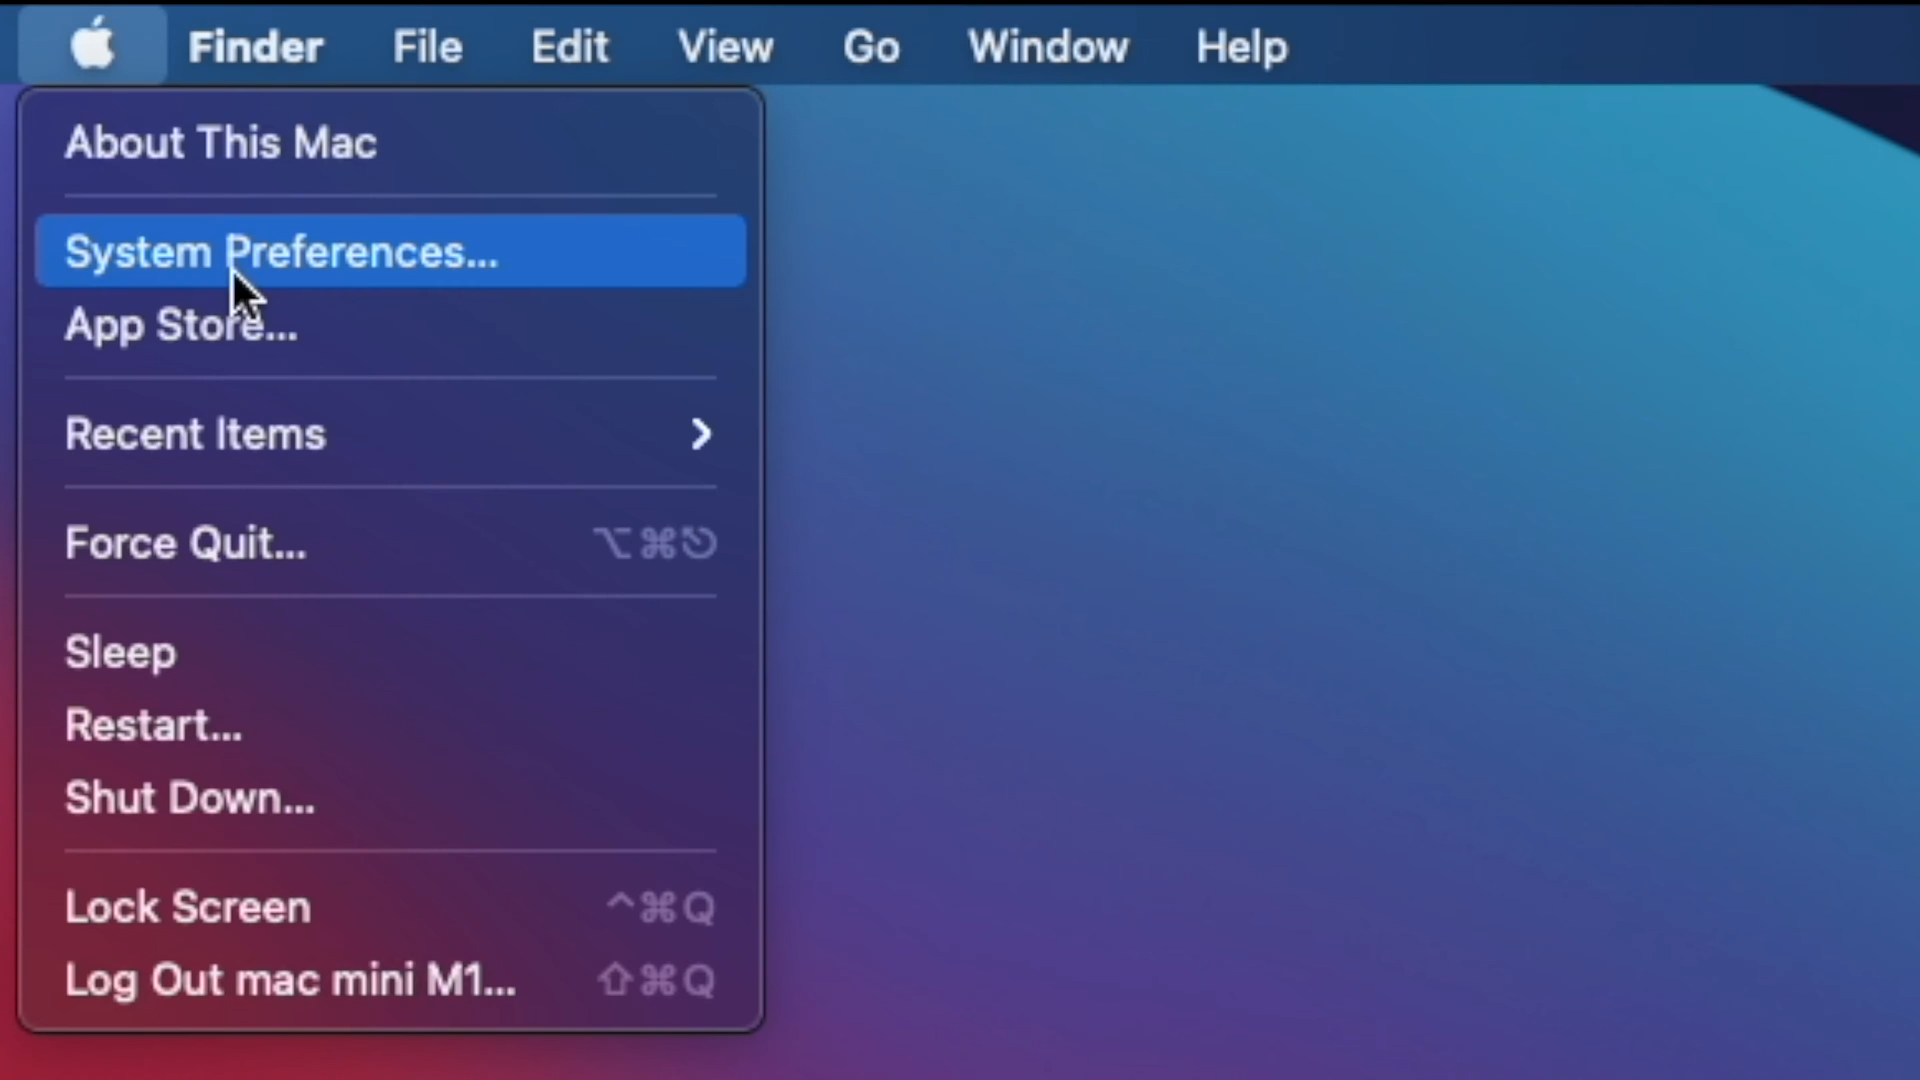 Finder File Edit View Go Window Help
About This Mac
System Preferences...
App Store...
Recent Items
Force Quit... ⌥⌘⎋
Sleep
Restart...
Shut Down...
Lock Screen ^⌘Q
Log Out mac mini M1... ⇧⌘Q